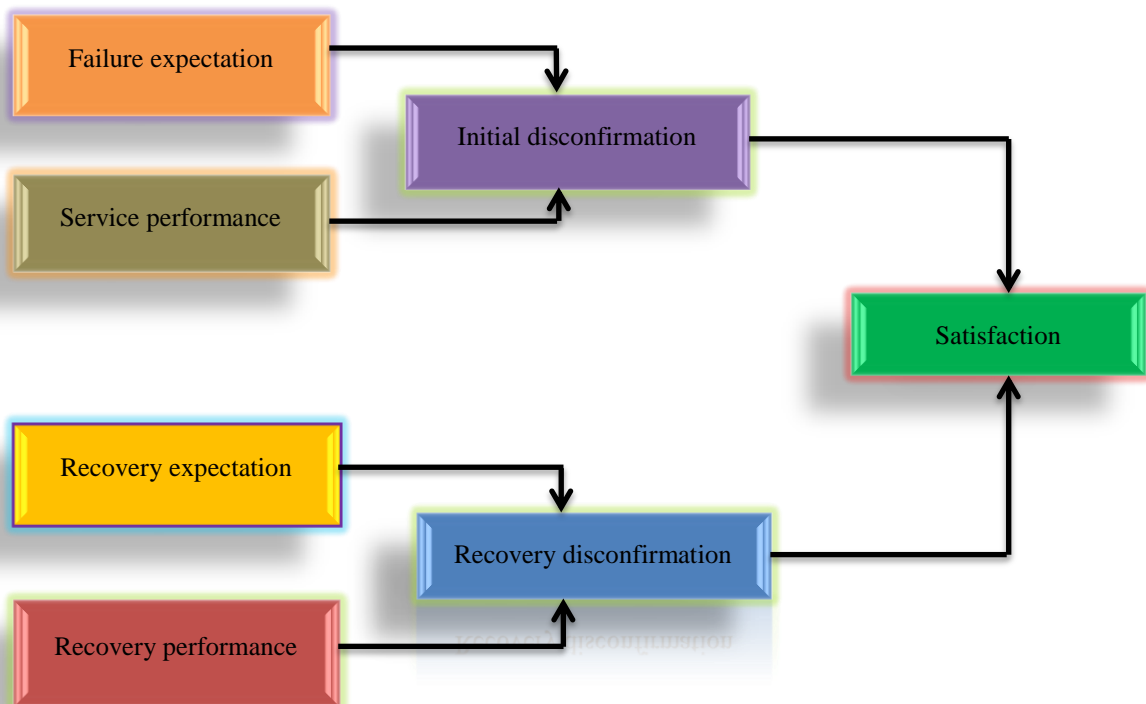 Failure expectation
Initial disconfirmation
Service performance
Satisfaction
Recovery expectation
Recovery disconfirmation
Recovery performance